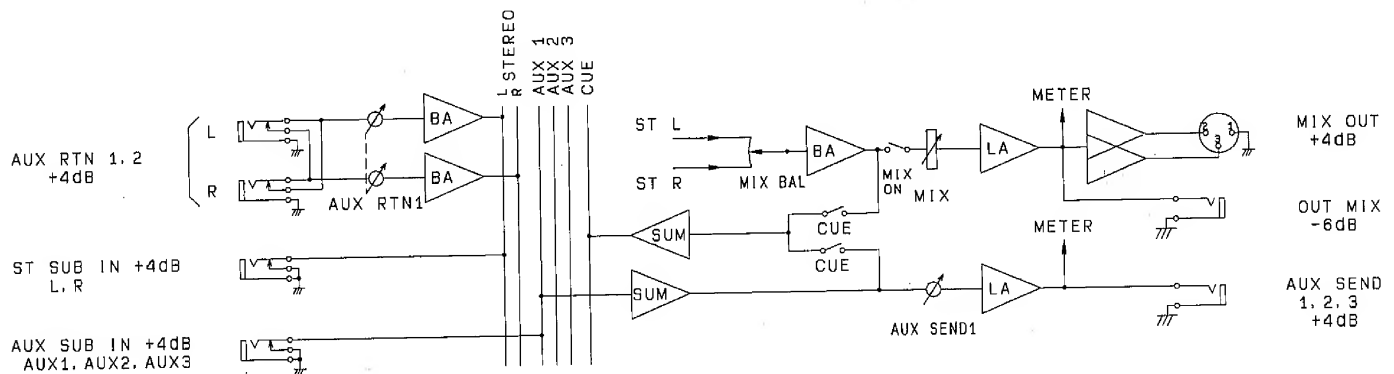 L STEREO
R
AUX 1
AUX 2
AUX 3
CUE
AUX RTN 1, 2
+4dB
L
R
BA
BA
AUX RTN1
ST SUB IN +4dB
L, R
AUX SUB IN +4dB
AUX1, AUX2, AUX3
ST L
ST R
MIX BAL
BA
MIX
ON
MIX
LA
METER
2
1
3
MIX OUT
+4dB
OUT MIX
-6dB
SUM
CUE
CUE
SUM
AUX SEND1
LA
METER
AUX SEND
1, 2, 3
+4dB